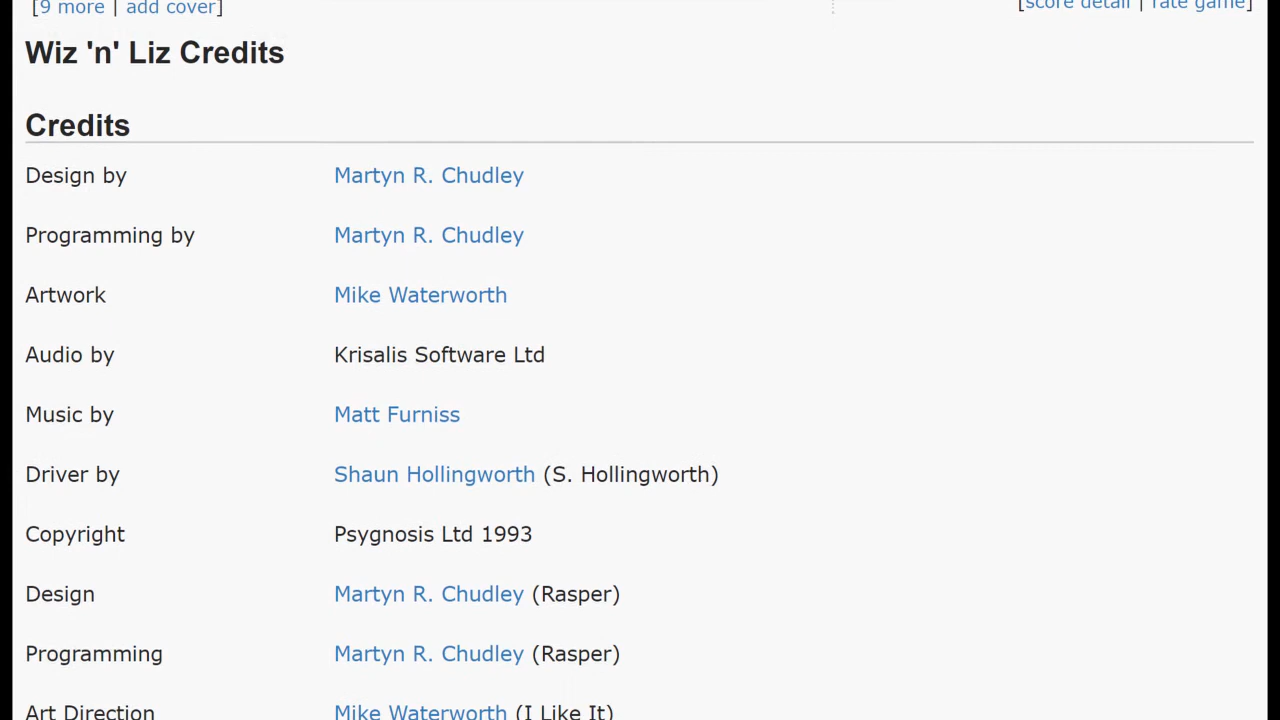 [9 more | add cover] [score detail | rate game]
Wiz 'n' Liz Credits
Credits
Design by Martyn R. Chudley
Programming by Martyn R. Chudley
Artwork Mike Waterworth
Audio by Krisalis Software Ltd
Music by Matt Furniss
Driver by Shaun Hollingworth (S. Hollingworth)
Copyright Psygnosis Ltd 1993
Design Martyn R. Chudley (Rasper)
Programming Martyn R. Chudley (Rasper)
Art Direction Mike Waterworth (I Like It)